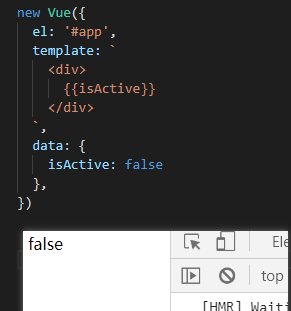 new Vue({
el: '#app',
template: `
<div>
{{isActive}}
</div>
`,
data: {
isActive: false
},
})
false
Ele
top
[HMR] Waiti